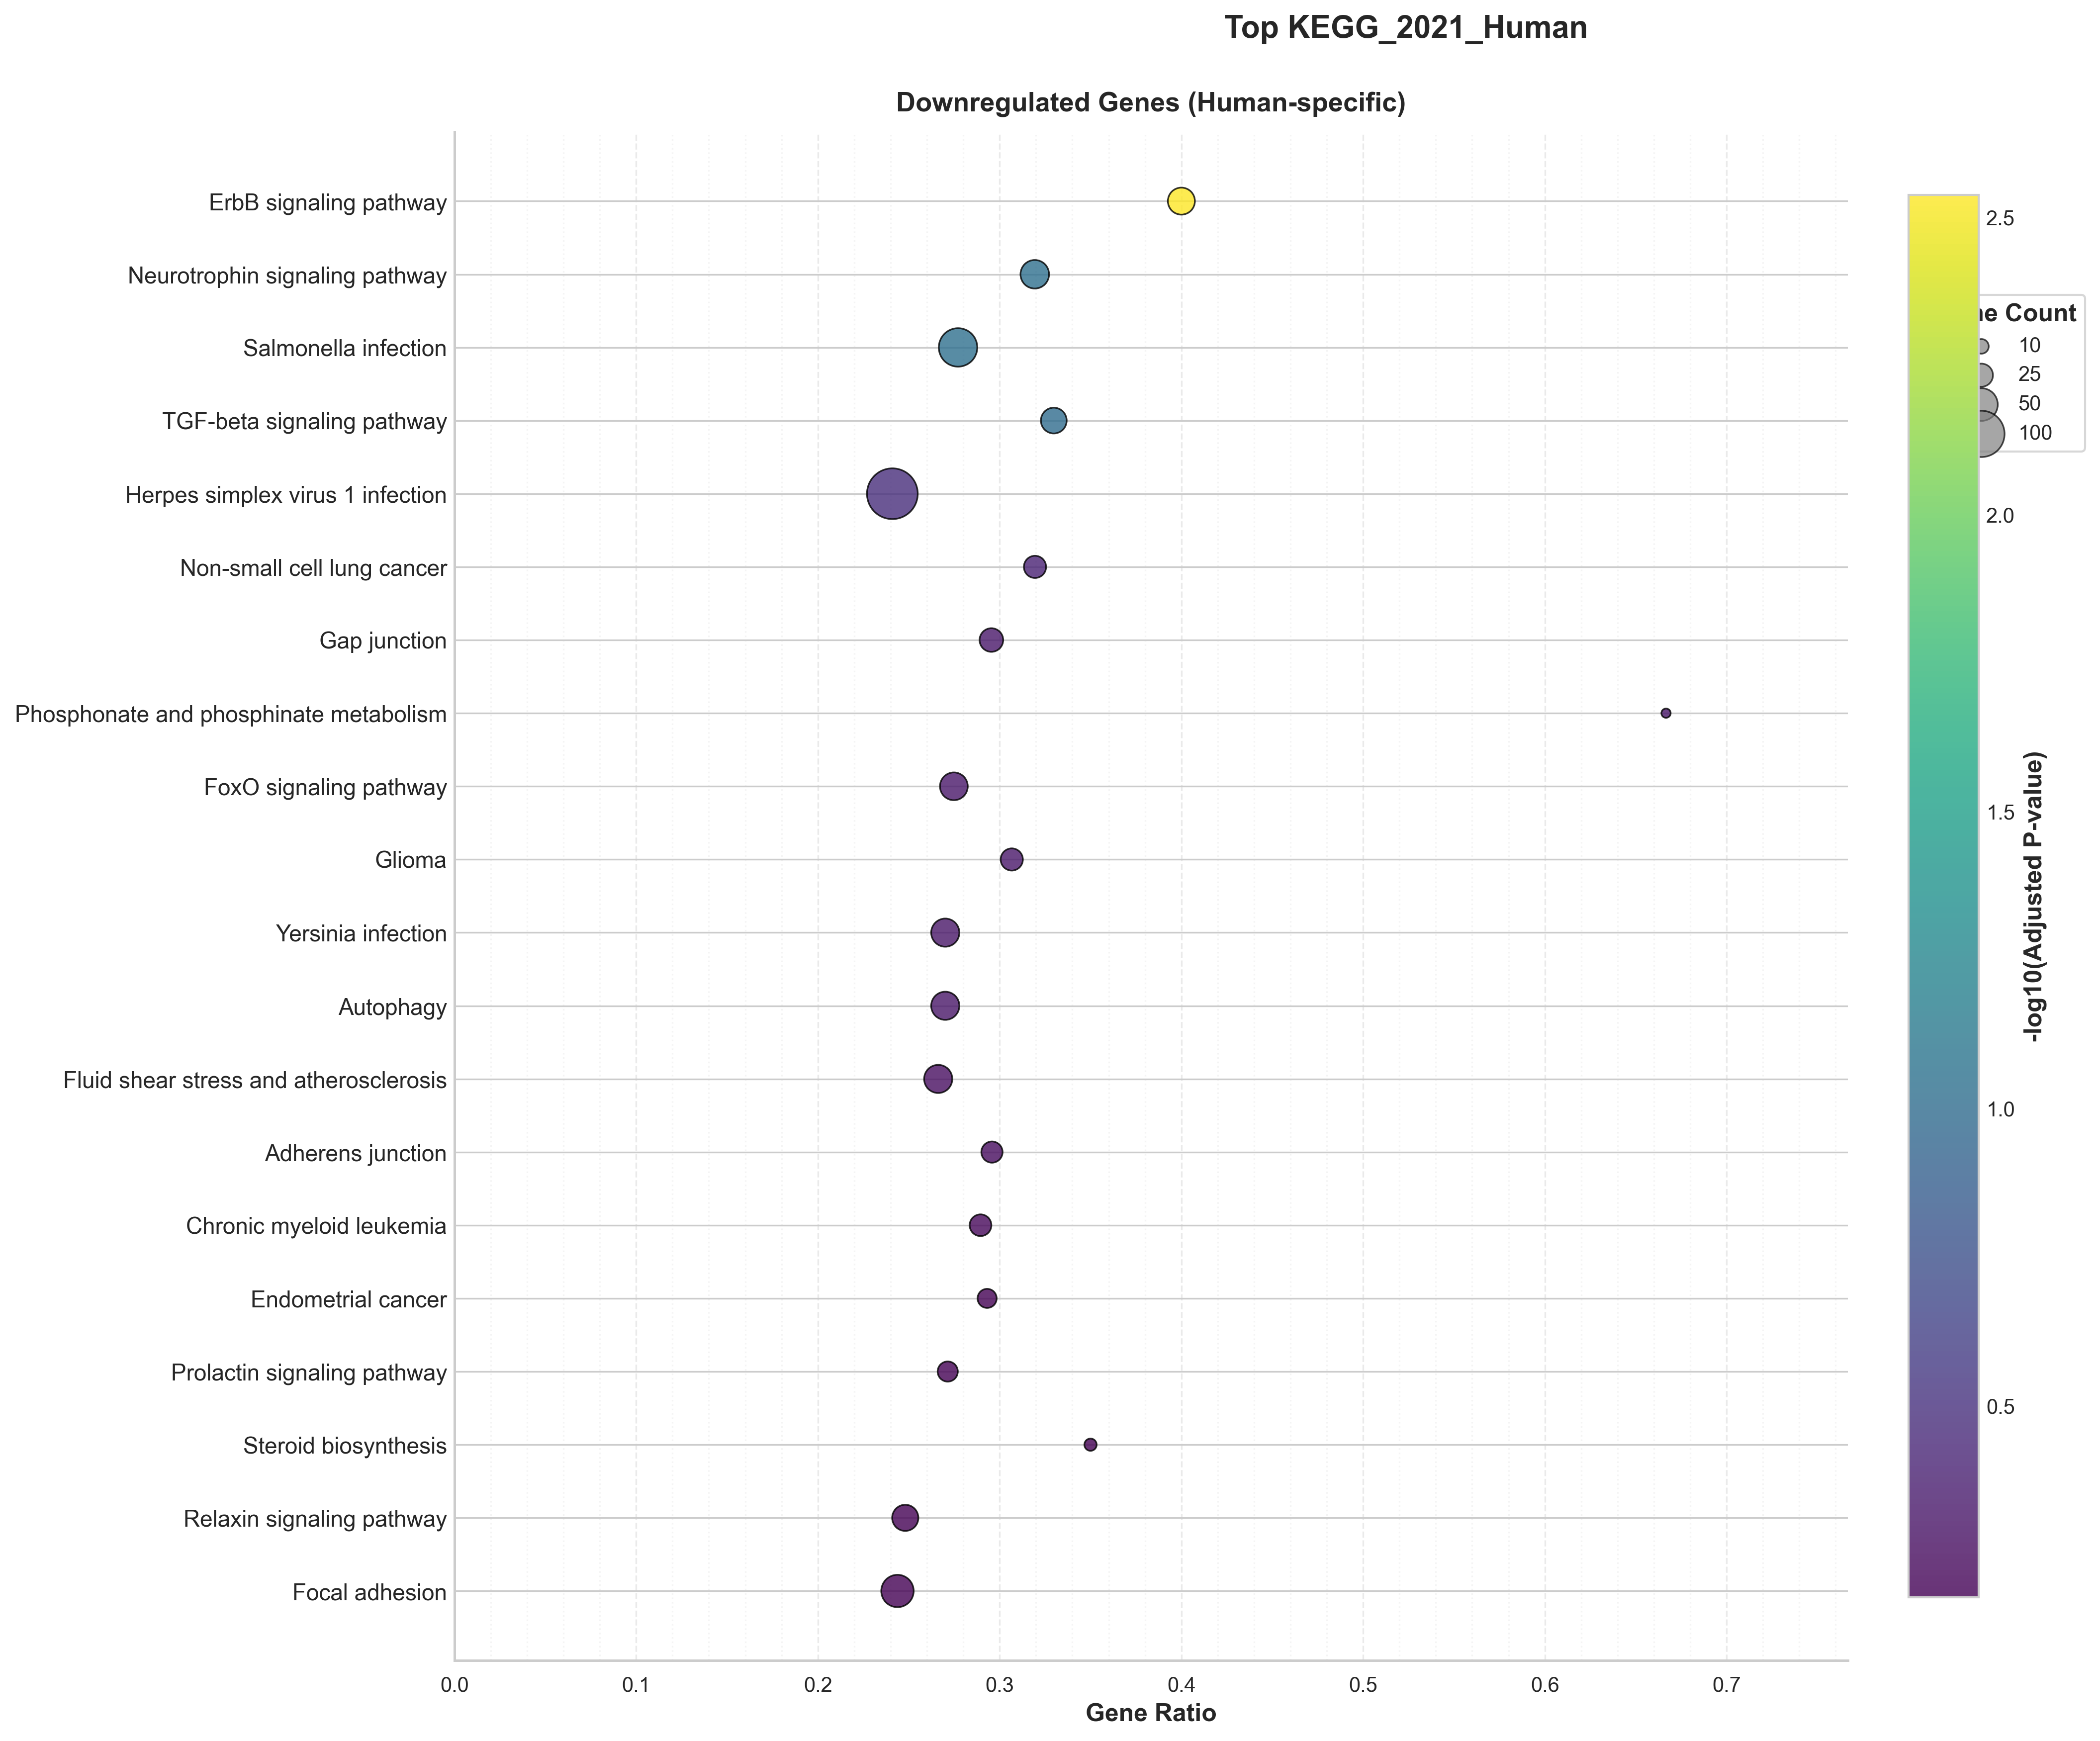 Top KEGG_2021_Human
Downregulated Genes (Human-specific)
ErbB signaling pathway
Neurotrophin signaling pathway
Salmonella infection
TGF-beta signaling pathway
Herpes simplex virus 1 infection
Non-small cell lung cancer
Gap junction
Phosphonate and phosphinate metabolism
FoxO signaling pathway
Glioma
Yersinia infection
Autophagy
Fluid shear stress and atherosclerosis
Adherens junction
Chronic myeloid leukemia
Endometrial cancer
Prolactin signaling pathway
Steroid biosynthesis
Relaxin signaling pathway
Focal adhesion
0.0 0.1 0.2 0.3 0.4 0.5 0.6 0.7
Gene Ratio
2.5
2.0
1.5
1.0
0.5
-log10(Adjusted P-value)
ne Count
10
25
50
100